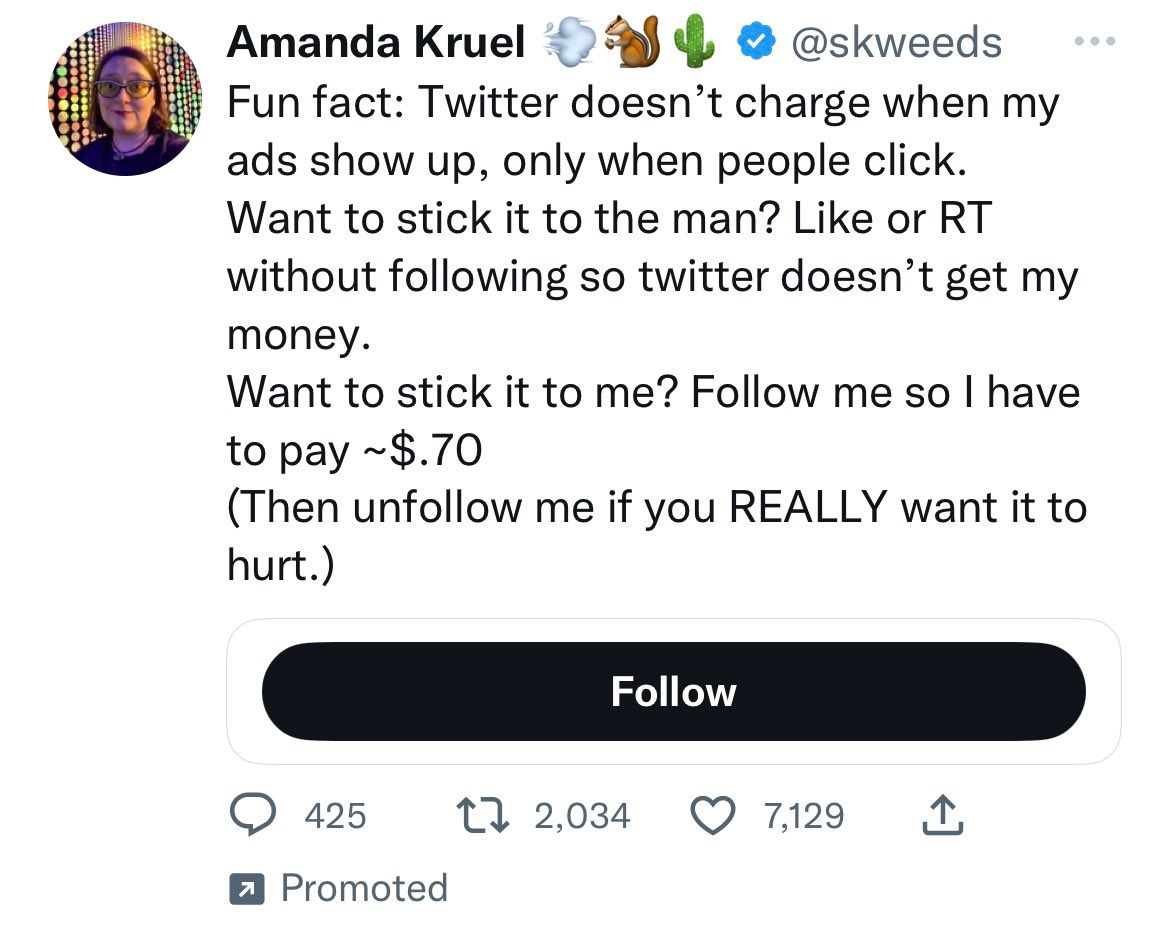 Amanda Kruel 💨🐿️🌵 @skweeds
Fun fact: Twitter doesn’t charge when my
ads show up, only when people click.
Want to stick it to the man? Like or RT
without following so twitter doesn’t get my
money.
Want to stick it to me? Follow me so I have
to pay ~$.70
(Then unfollow me if you REALLY want it to
hurt.)
Follow
425 2,034 7,129
Promoted